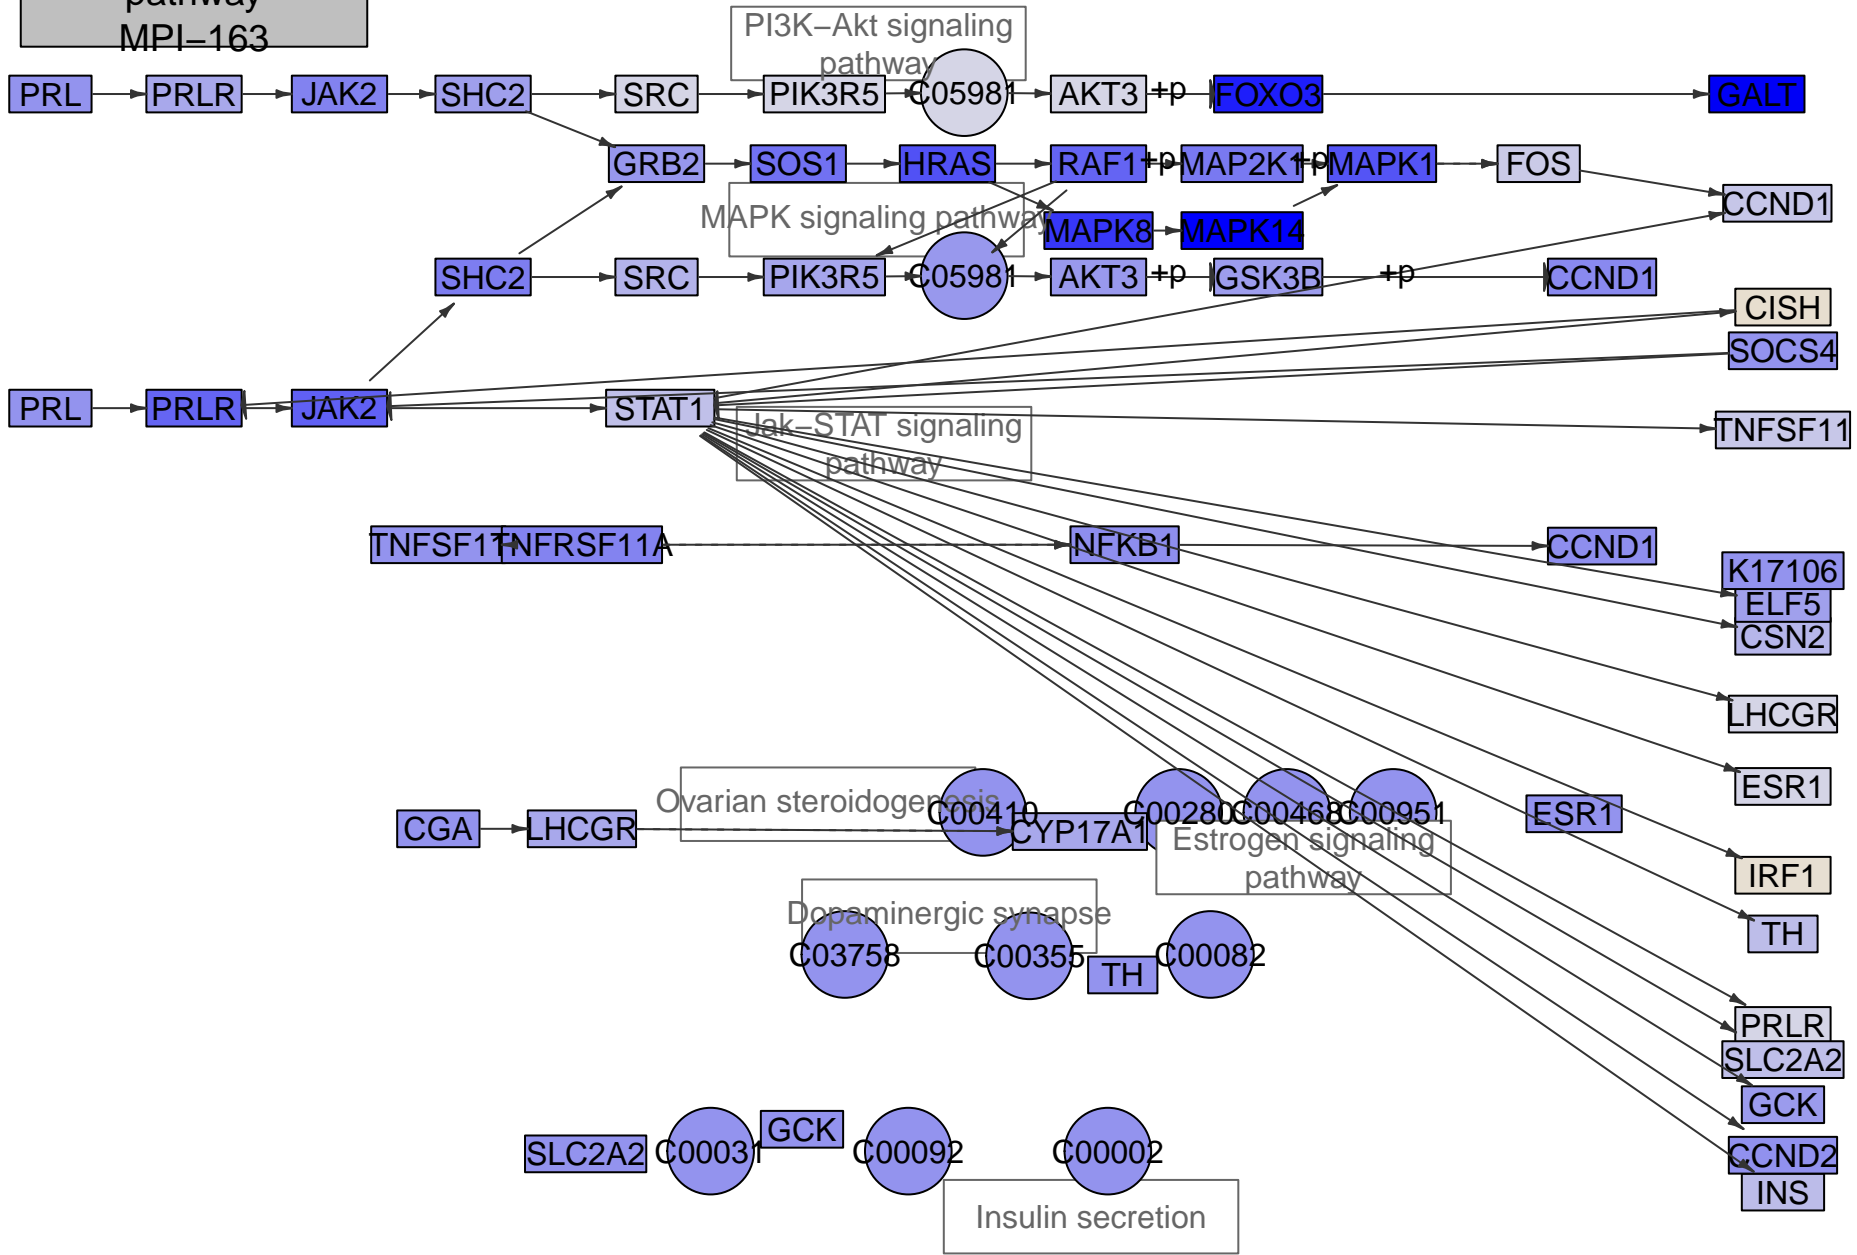 pathway
MPI−163
PI3K−Akt signaling
pathway
PRL
PRLR
JAK2
SHC2
SRC
PIK3R5
C05981
AKT3
+p
FOXO3
GALT
GRB2
SOS1
HRAS
RAF1
+p
MAP2K1
+p
MAPK1
FOS
CCND1
MAPK signaling pathway
MAPK8
MAPK14
SHC2
SRC
PIK3R5
C05981
AKT3
+p
GSK3B
+p
CCND1
CISH
SOCS4
PRL
PRLR
JAK2
STAT1
Jak−STAT signaling
pathway
TNFSF11
TNFSF11
TNFRSF11A
NFKB1
CCND1
K17106
ELF5
CSN2
LHCGR
ESR1
Ovarian steroidogenesis
C00410
C00280
C00468
C00951
ESR1
CGA
LHCGR
CYP17A1
Estrogen signaling
pathway
IRF1
Dopaminergic synapse
TH
C03758
C00355
TH
C00082
PRLR
SLC2A2
GCK
SLC2A2
C00031
GCK
C00092
C00002
CCND2
INS
Insulin secretion